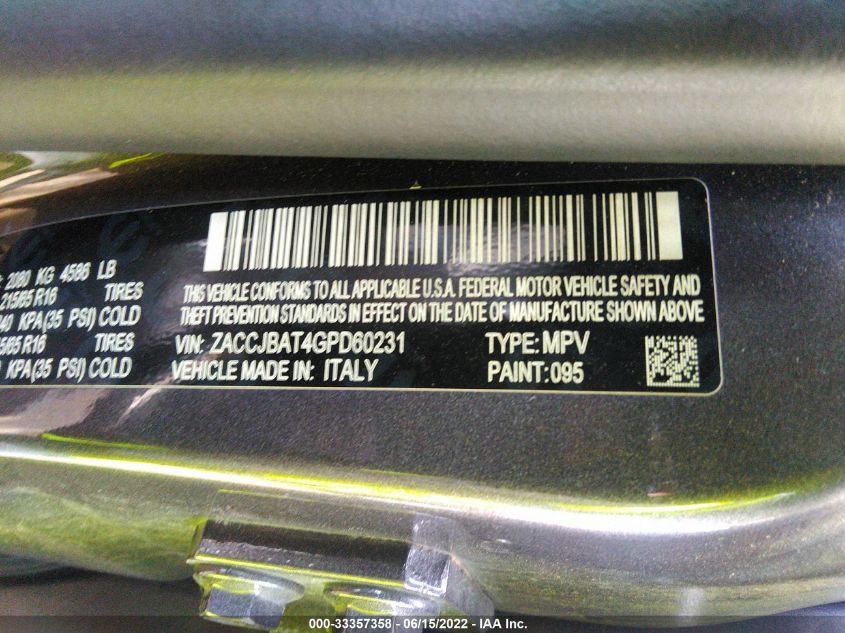 2080 KG 4586 LB
215/65 R16 TIRES
KPA(35 PSI) COLD
R16 TIRES
KPA(35 PSI) COLD
THIS VEHICLE CONFORMS TO ALL APPLICABLE U.S.A. FEDERAL MOTOR VEHICLE SAFETY AND
THEFT PREVENTION STANDARDS IN EFFECT ON THE DATE OF MANUFACTURE SHOWN ABOVE
VIN: ZACCJBAT4GPD60231 TYPE: MPV
VEHICLE MADE IN: ITALY PAINT: 095
000-33357358 - 06/15/2022 - IAA Inc.